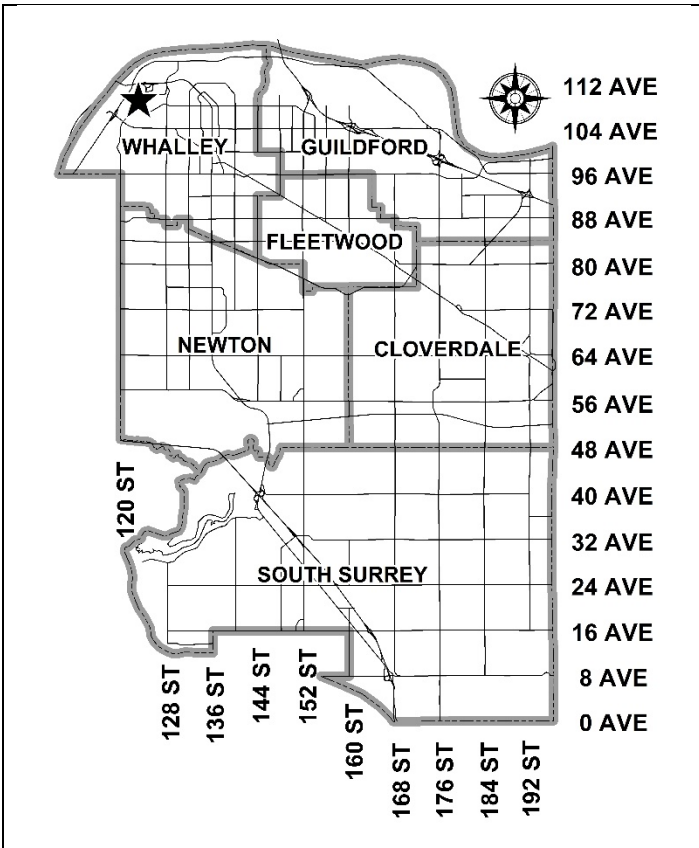 112 AVE
104 AVE
WHALLEY
GUILDFORD
96 AVE
88 AVE
FLEETWOOD
80 AVE
72 AVE
NEWTON
CLOVERDALE
64 AVE
56 AVE
48 AVE
120 ST
40 AVE
32 AVE
SOUTH SURREY
24 AVE
16 AVE
8 AVE
0 AVE
128 ST
136 ST
144 ST
152 ST
160 ST
168 ST
176 ST
184 ST
192 ST